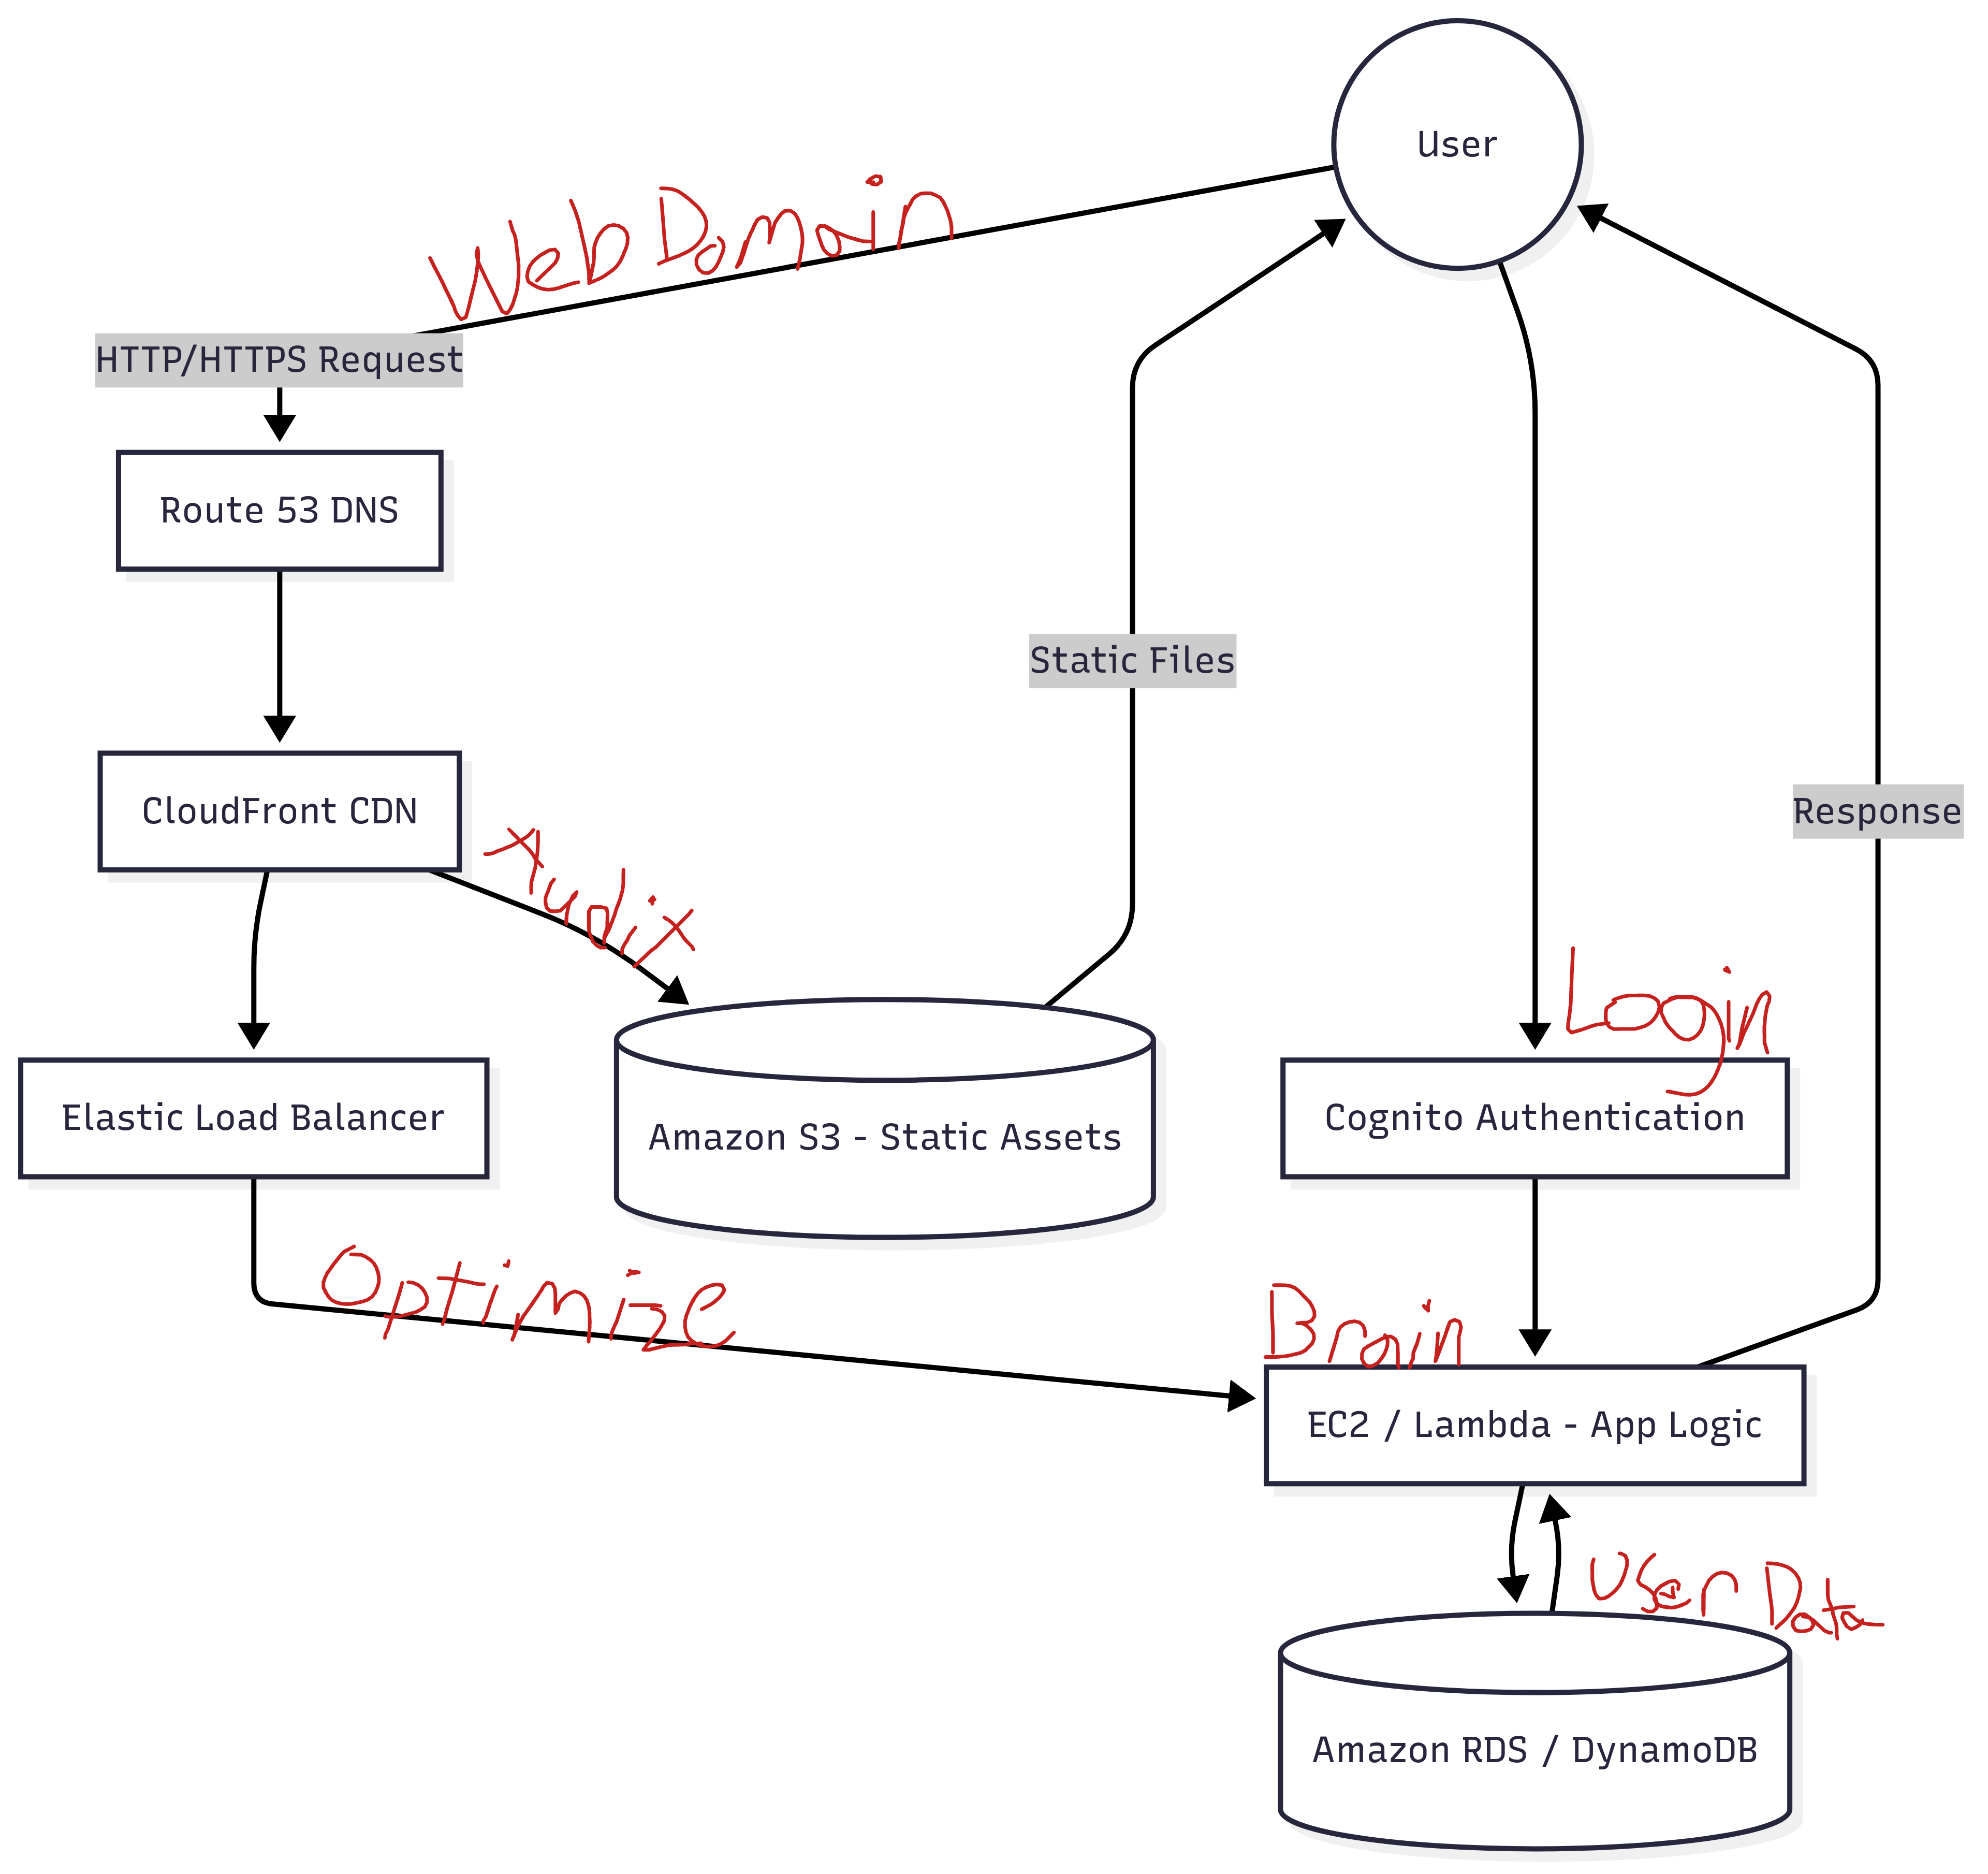 User
Web Domain
HTTP/HTTPS Request
Route 53 DNS
Static Files
CloudFront CDN
Response
Audit
Login
Elastic Load Balancer
Amazon S3 - Static Assets
Cognito Authentication
Optimize
Brain
EC2 / Lambda - App Logic
User Data
Amazon RDS / DynamoDB